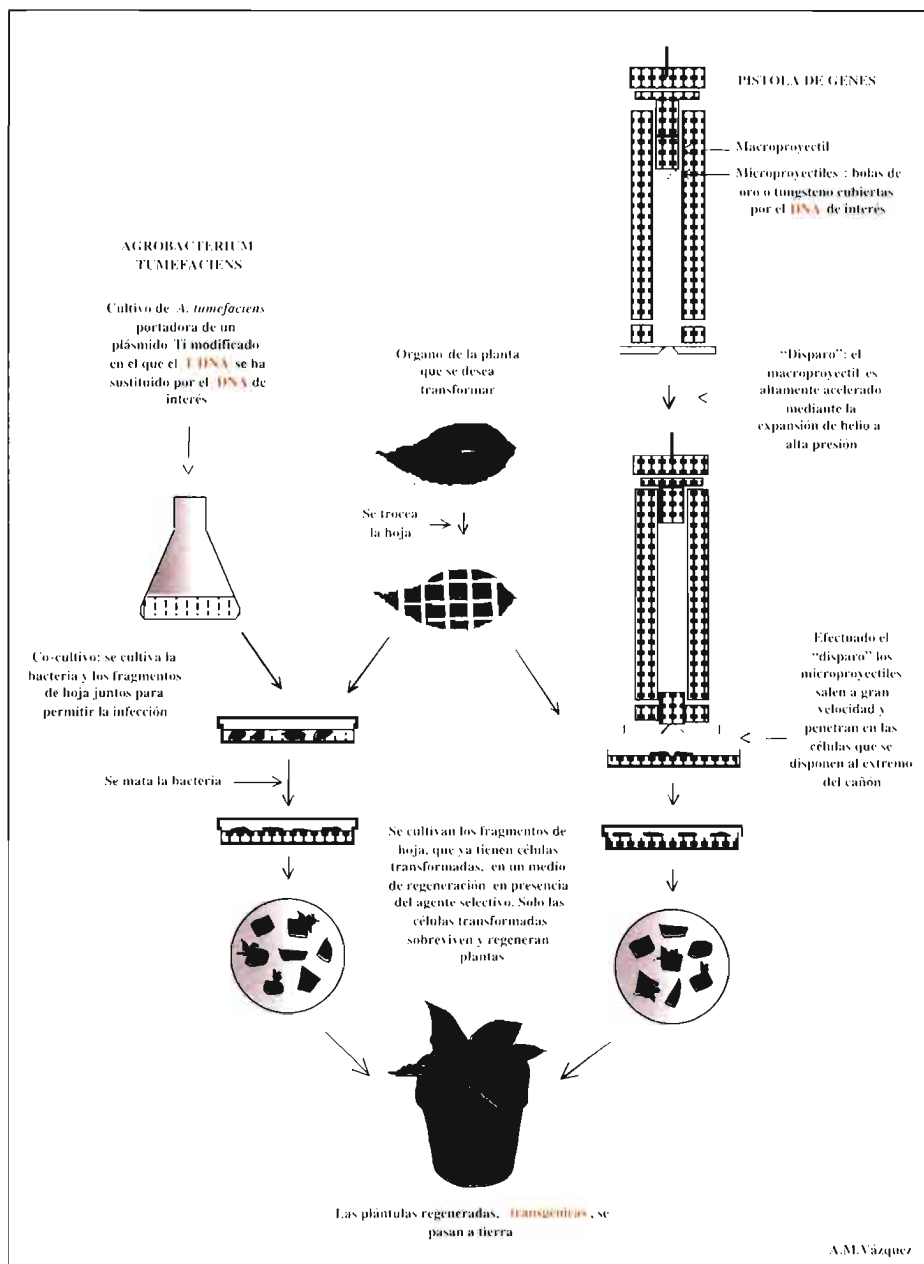 PISTOLA DE GENES
Macroproyectil
Microproyectiles : bolas de
oro o tungsteno cubiertas
por el DNA de interés
AGROBACTERIUM
TUMEFACIENS
Cultivo de A. tumefaciens
portadora de un
plásmido Ti modificado
en el que el T-DNA se ha
sustituido por el DNA de
interés
Organo de la planta
que se desea
transformar
"Disparo": el
macroproyectil es
altamente acelerado
mediante la
expansión de helio a
alta presión
Se trocea
la hoja
Co-cultivo: se cultiva la
bacteria y los fragmentos
de hoja juntos para
permitir la infección
Efectuado el
"disparo" los
microproyectiles
salen a gran
velocidad y
penetran en las
células que se
disponen al extremo
del cañón
Se mata la bacteria
Se cultivan los fragmentos de
hoja, que ya tienen células
transformadas, en un medio
de regeneración en presencia
del agente selectivo. Solo las
células transformadas
sobreviven y regeneran
plantas
Las plántulas regeneradas, transgénicas, se
pasan a tierra
A.M.Vázquez